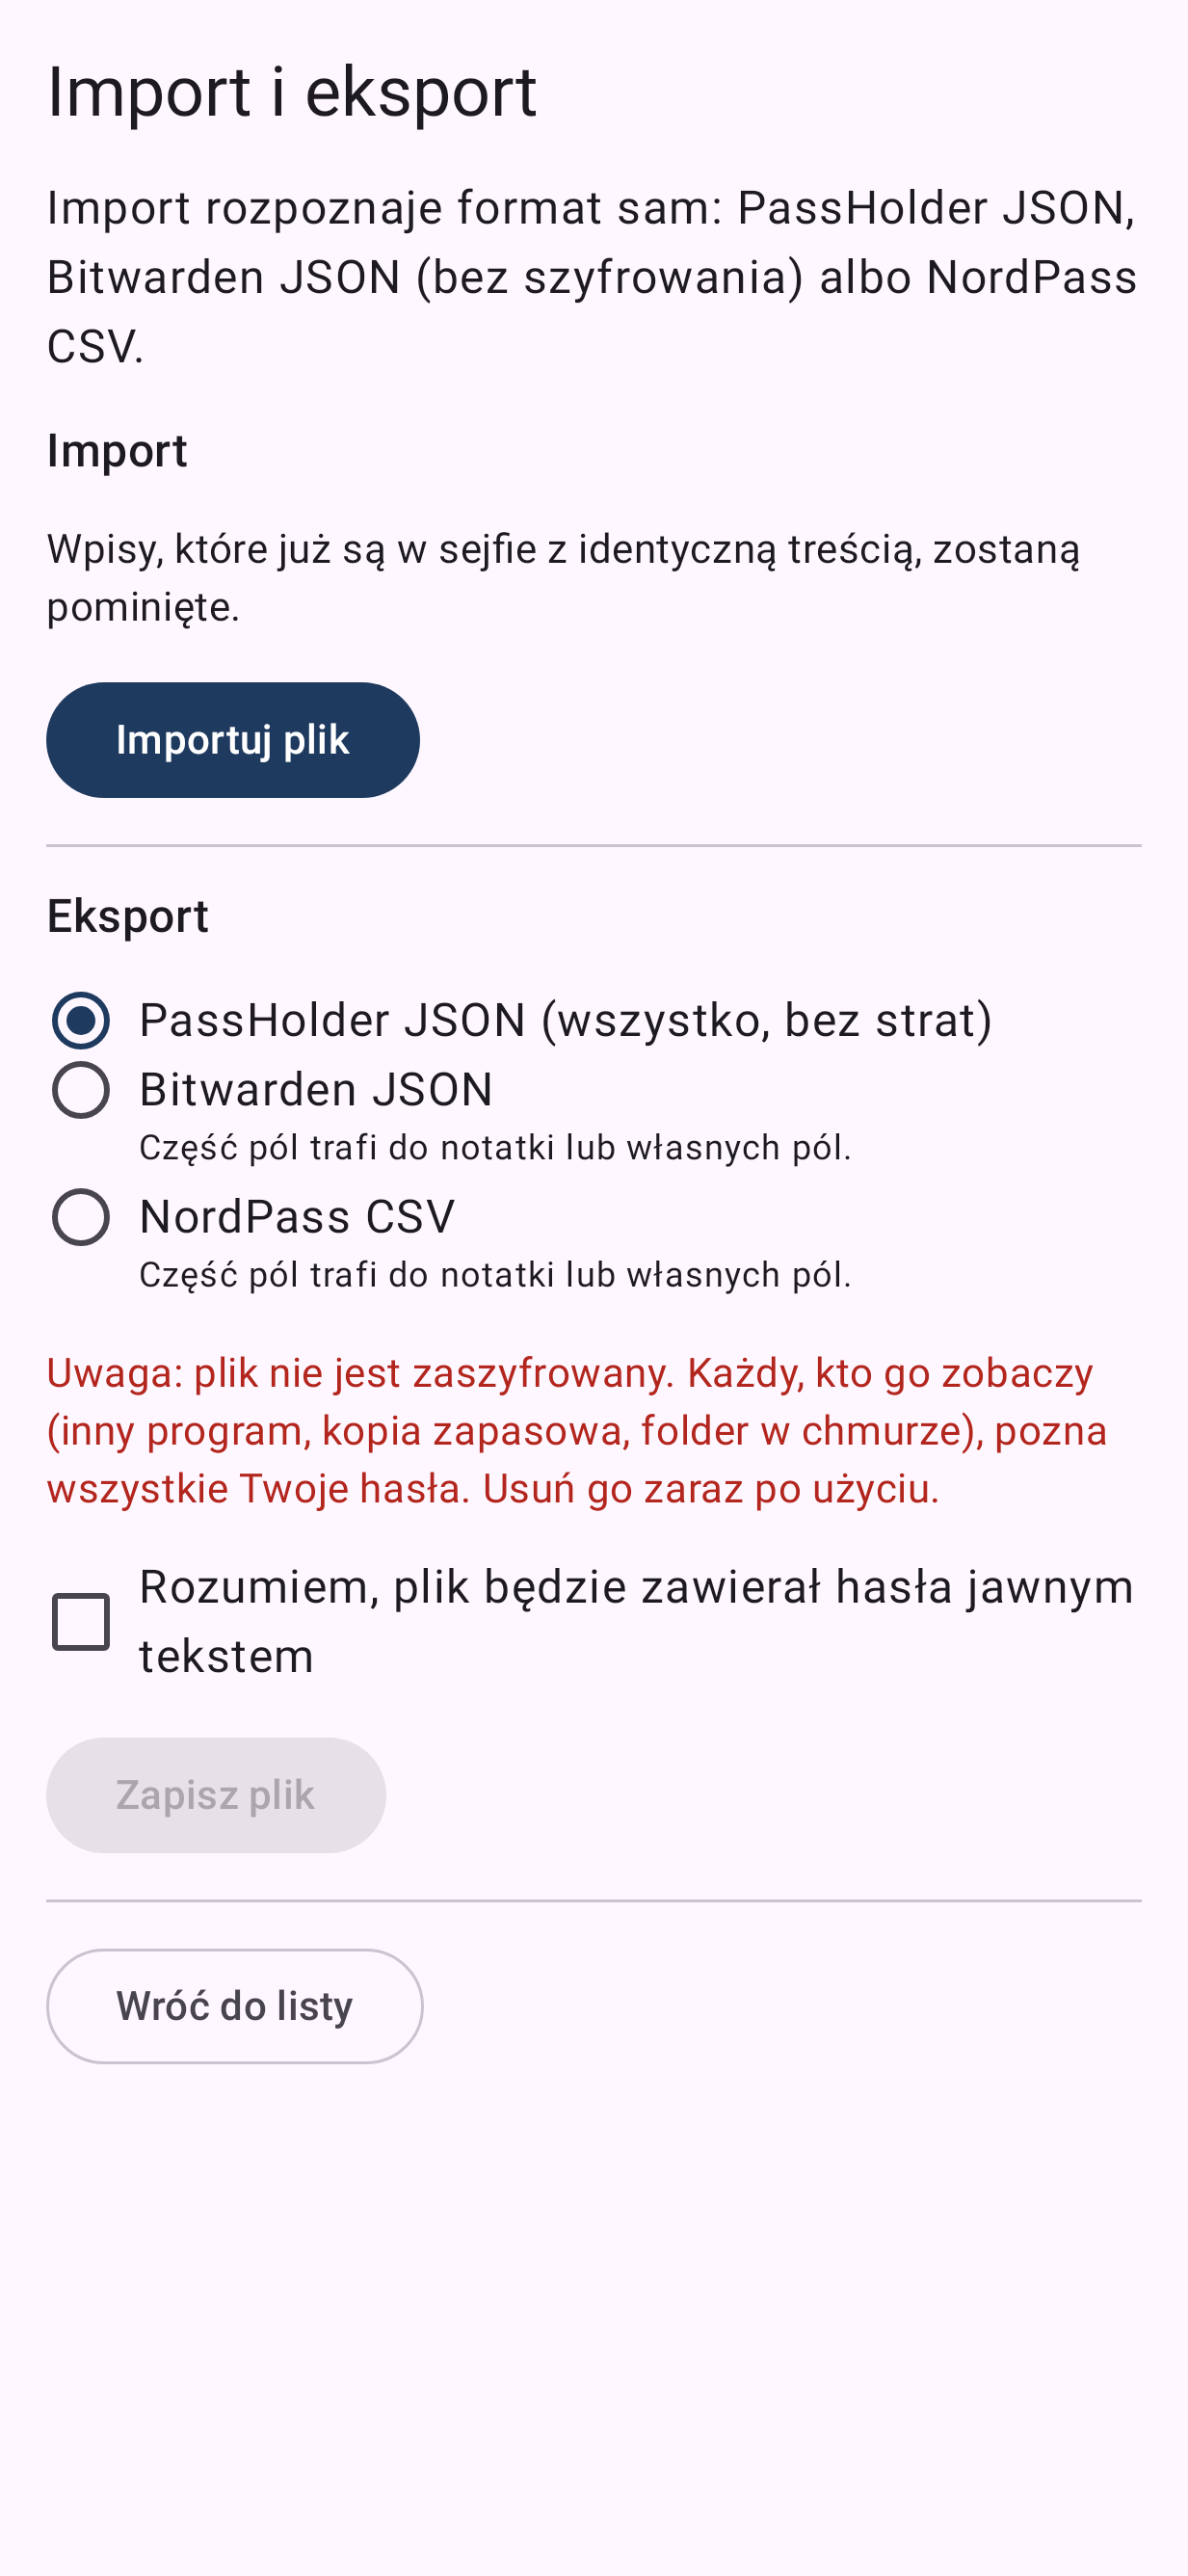 Import i eksport
Import rozpoznaje format sam: PassHolder JSON,
Bitwarden JSON (bez szyfrowania) albo NordPass
CSV.
Import
Wpisy, które już są w sejfie z identyczną treścią, zostaną
pominięte.
Importuj plik
Eksport
PassHolder JSON (wszystko, bez strat)
Bitwarden JSON
Część pól trafi do notatki lub własnych pól.
NordPass CSV
Część pól trafi do notatki lub własnych pól.
Uwaga: plik nie jest zaszyfrowany. Każdy, kto go zobaczy
(inny program, kopia zapasowa, folder w chmurze), pozna
wszystkie Twoje hasła. Usuń go zaraz po użyciu.
Rozumiem, plik będzie zawierał hasła jawnym
tekstem
Zapisz plik
Wróć do listy